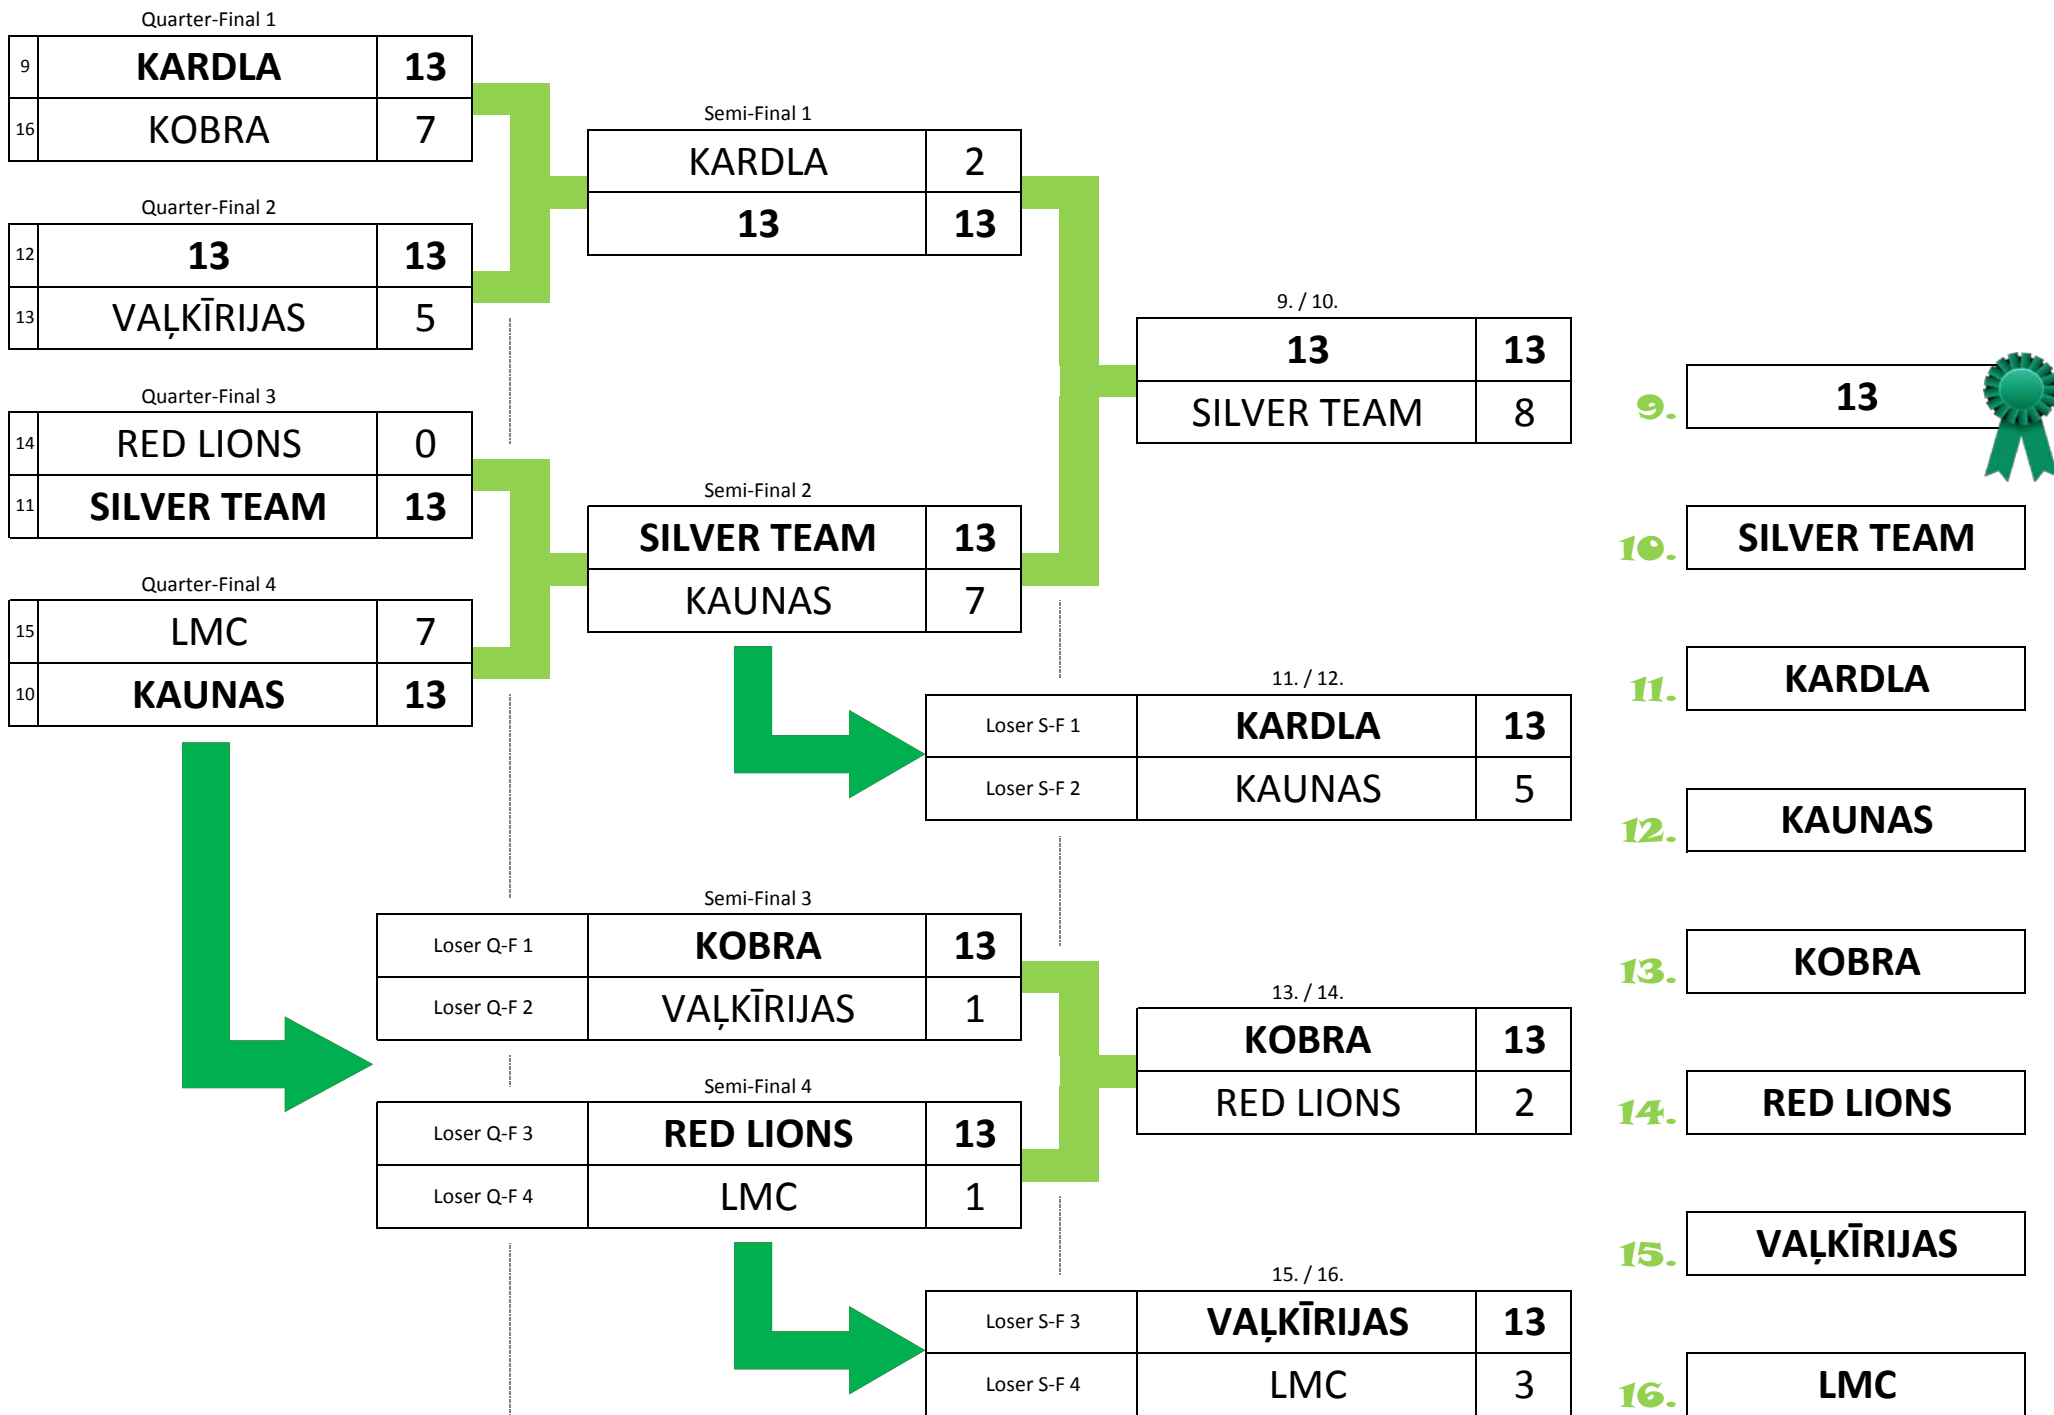 Quarter-Final 1
9 KARDLA 13
16 KOBRA 7
Quarter-Final 2
12 13 13
13 VAĻĶĪRIJAS 5
Quarter-Final 3
14 RED LIONS 0
11 SILVER TEAM 13
Quarter-Final 4
15 LMC 7
10 KAUNAS 13
Semi-Final 1
KARDLA 2
13 13
Semi-Final 2
SILVER TEAM 13
KAUNAS 7
9. / 10.
13 13
SILVER TEAM 8
11. / 12.
Loser S-F 1 KARDLA 13
Loser S-F 2 KAUNAS 5
Semi-Final 3
Loser Q-F 1 KOBRA 13
Loser Q-F 2 VAĻĶĪRIJAS 1
Semi-Final 4
Loser Q-F 3 RED LIONS 13
Loser Q-F 4 LMC 1
13. / 14.
KOBRA 13
RED LIONS 2
15. / 16.
Loser S-F 3 VAĻĶĪRIJAS 13
Loser S-F 4 LMC 3
9. 13
10. SILVER TEAM
11. KARDLA
12. KAUNAS
13. KOBRA
14. RED LIONS
15. VAĻĶĪRIJAS
16. LMC